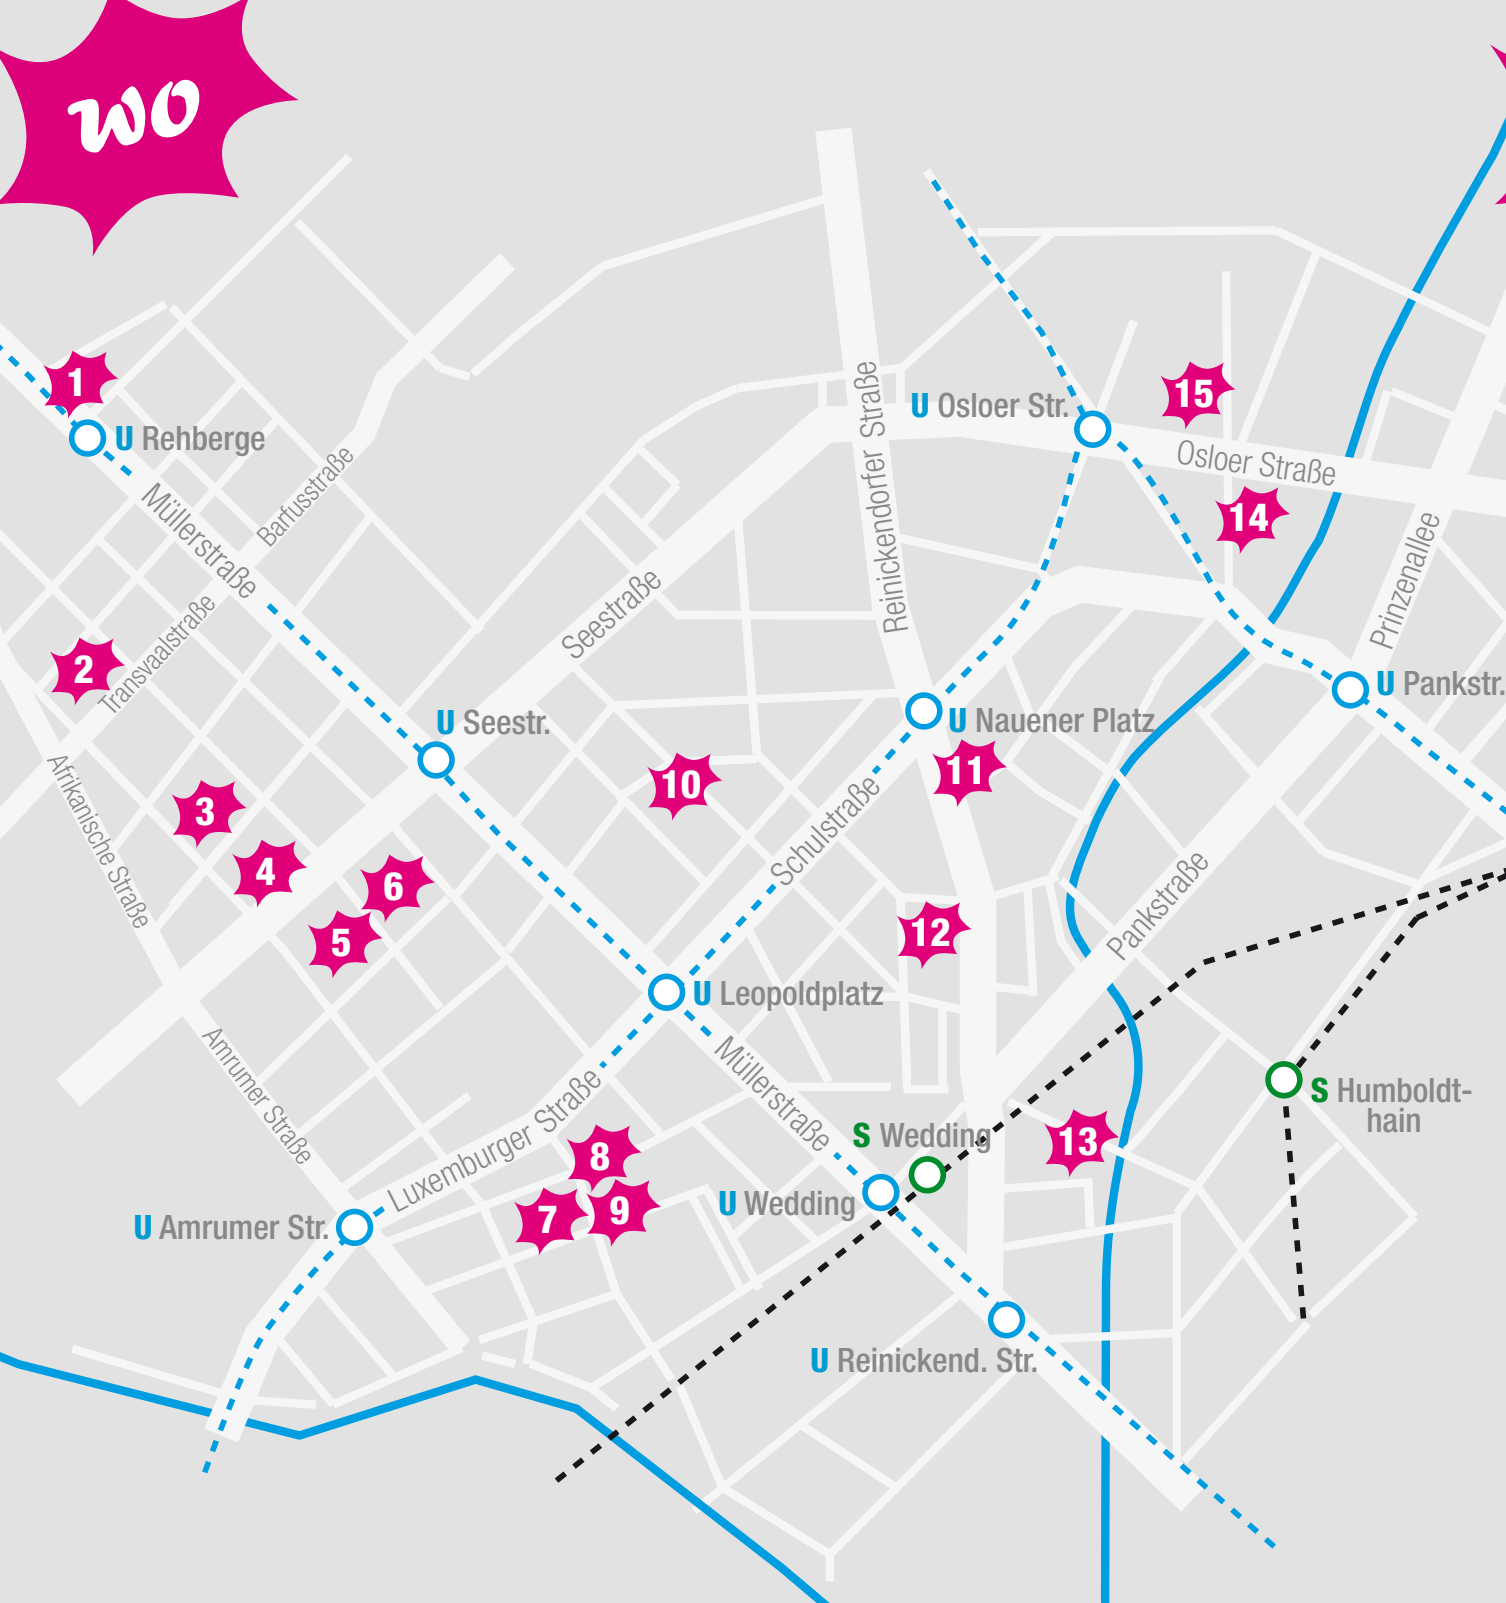 wo
1
U Rehberge
Müllerstraße
Barfusstraße
Transvaalstraße
2
Afrikanische Straße
3
4
5
6
U Seestr.
Seestraße
Reinickendorfer Straße
U Osloer Str.
15
Osloer Straße
14
Prinzenallee
U Pankstr.
U Nauener Platz
11
10
Schulstraße
12
Pankstraße
U Leopoldplatz
Müllerstraße
Amrumer Straße
Luxemburger Straße
8
7
9
U Amrumer Str.
S Wedding
U Wedding
13
S Humboldt-
hain
U Reinickend. Str.